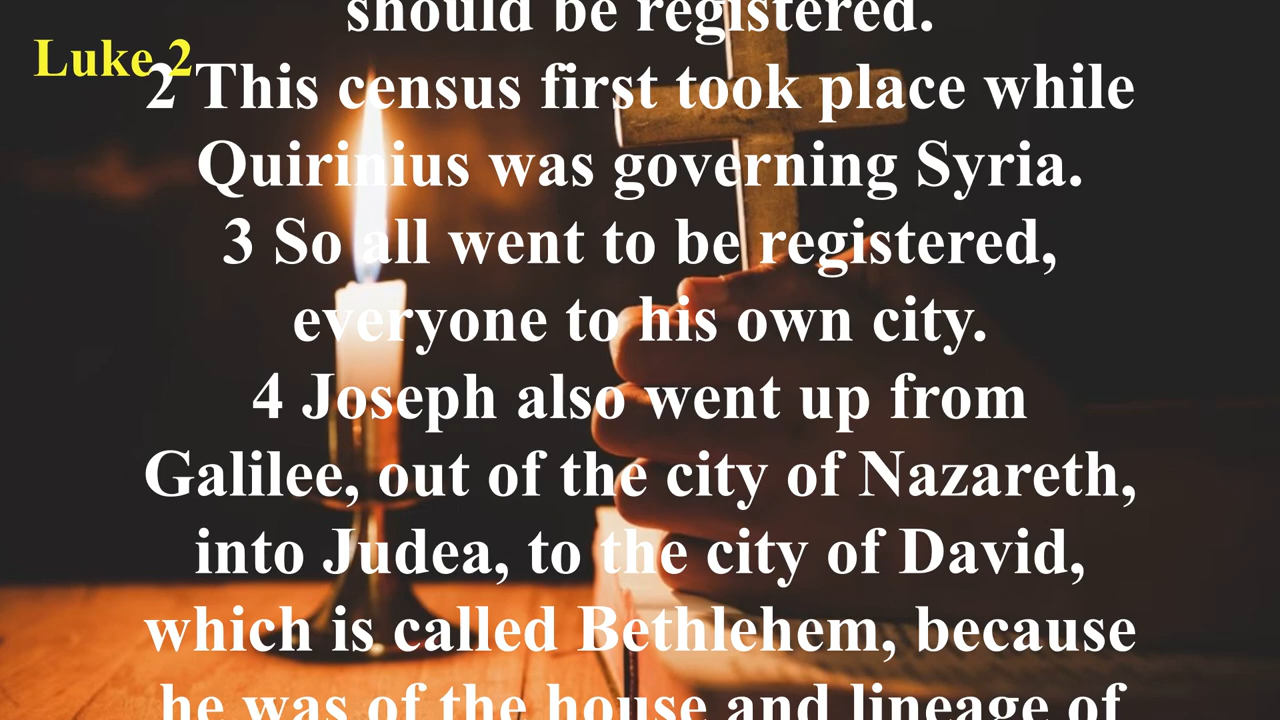 should be registered.
Luke 2
2 This census first took place while
Quirinius was governing Syria.
3 So all went to be registered,
everyone to his own city.
4 Joseph also went up from
Galilee, out of the city of Nazareth,
into Judea, to the city of David,
which is called Bethlehem, because
he was of the house and lineage of